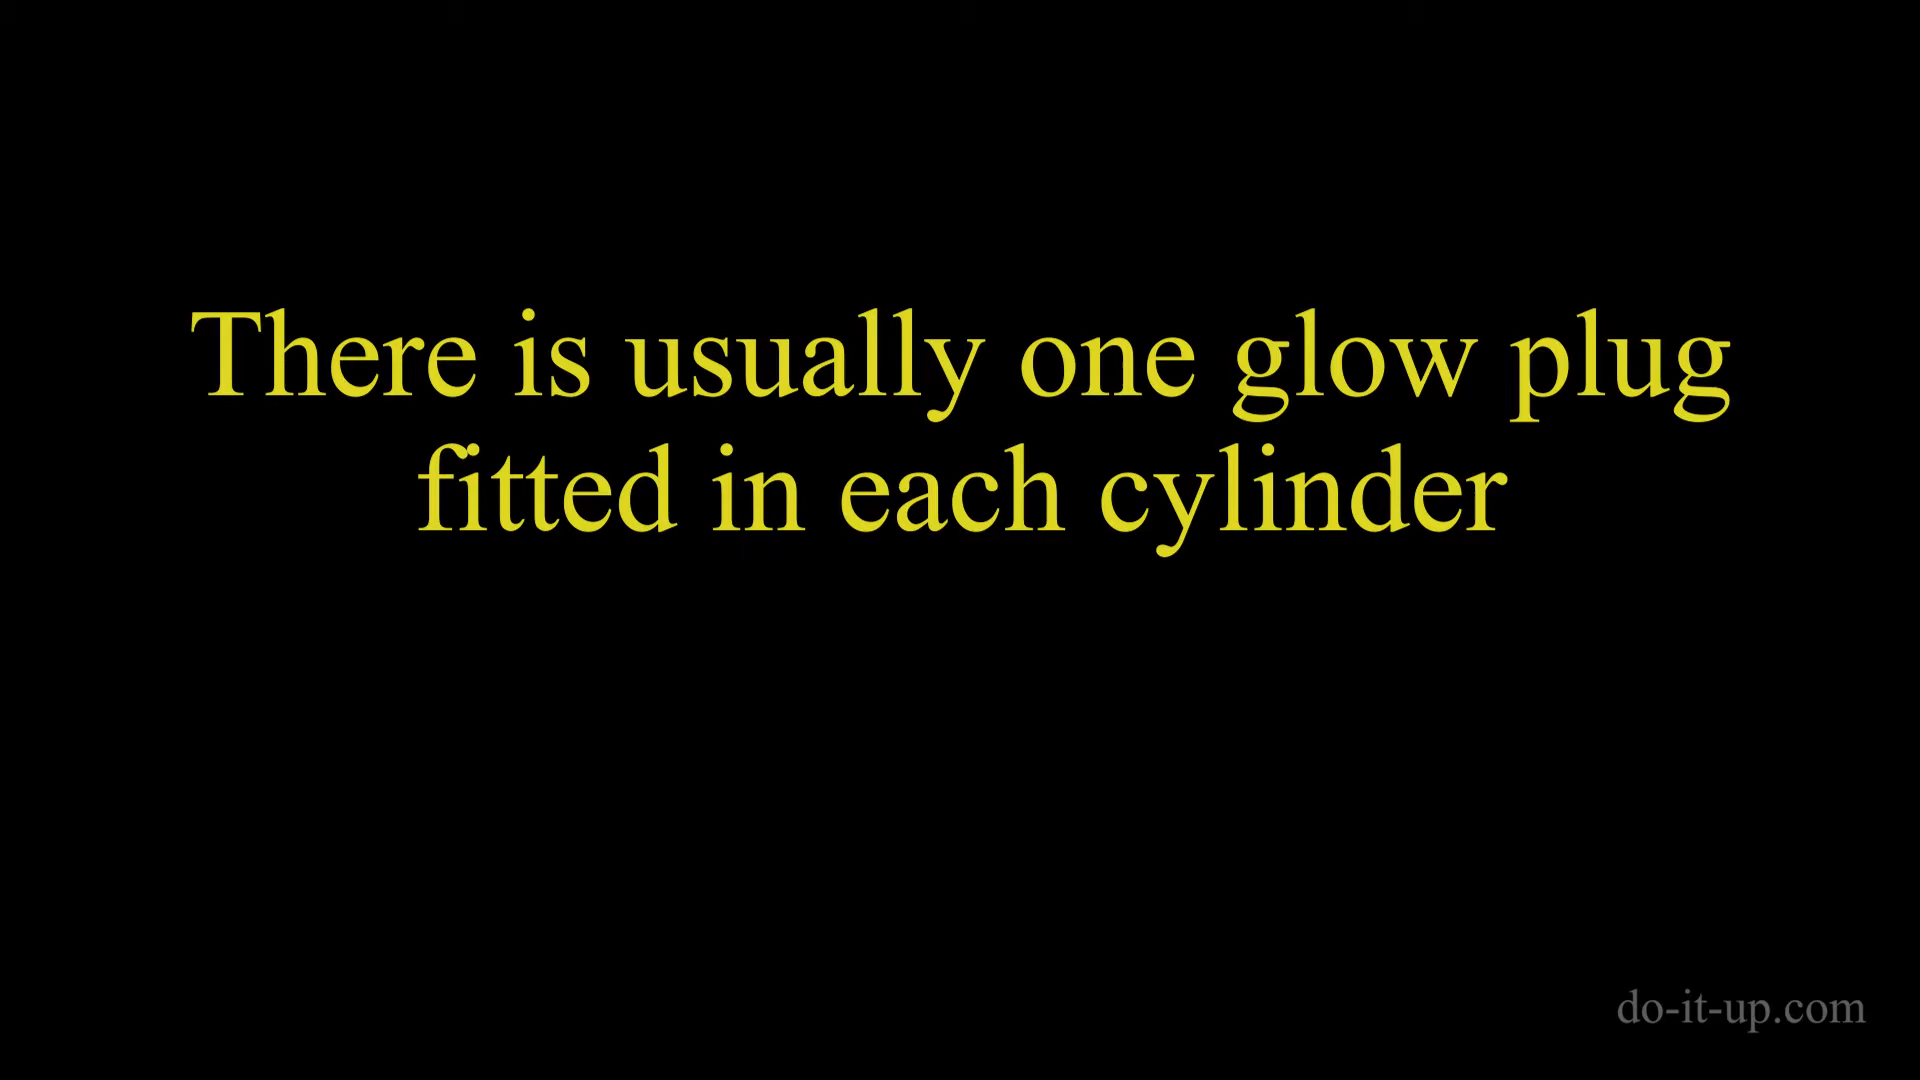 There is usually one glow plug
fitted in each cylinder
do-it-up.com